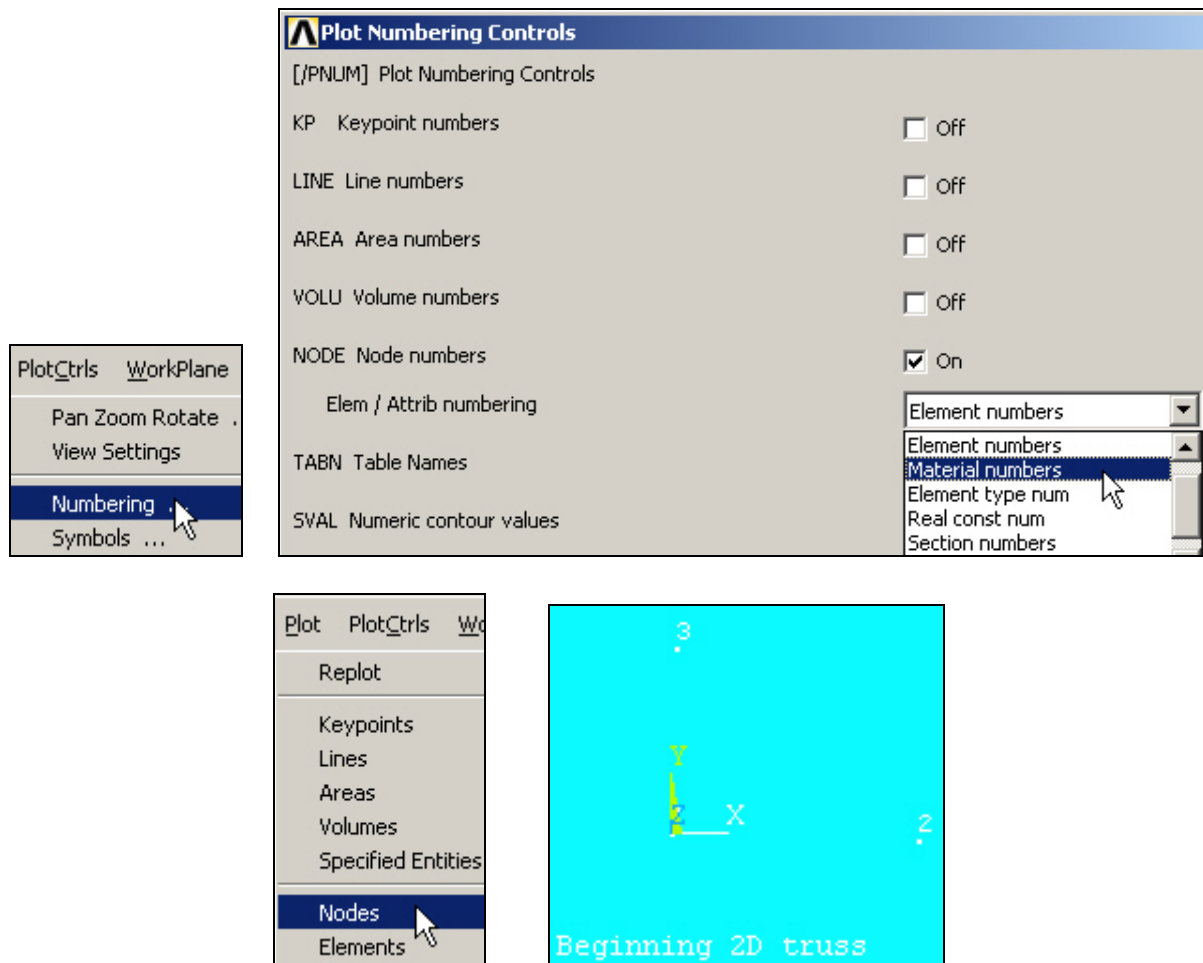 Plot Numbering Controls
[/PNUM] Plot Numbering Controls
KP Keypoint numbers
Off
LINE Line numbers
Off
AREA Area numbers
Off
VOLU Volume numbers
Off
NODE Node numbers
On
Elem / Attrib numbering
Element numbers
Element numbers
Material numbers
Element type num
Real const num
Section numbers
TABN Table Names
SVAL Numeric contour values
PlotCtrls WorkPlane
Pan Zoom Rotate .
View Settings
Numbering ...
Symbols ...
Plot PlotCtrls Wo
Replot
Keypoints
Lines
Areas
Volumes
Specified Entities
Nodes
Elements
3
Y
Z X
2
Beginning 2D truss